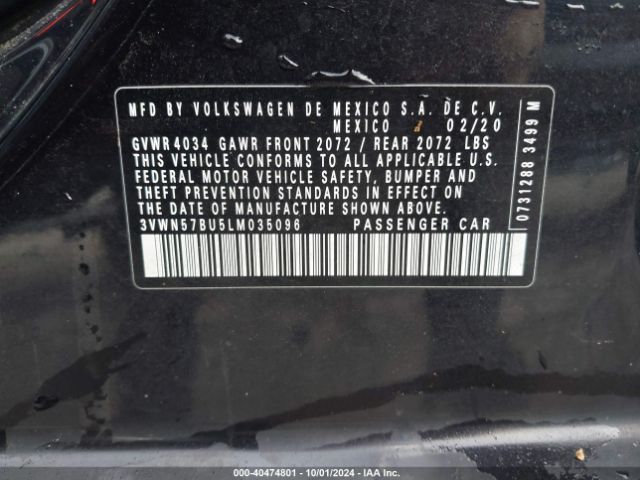 MFD BY VOLKSWAGEN DE MEXICO S.A. DE C.V.
MEXICO 02/20
GVWR 4034 GAWR FRONT 2072 / REAR 2072 LBS
THIS VEHICLE CONFORMS TO ALL APPLICABLE U.S.
FEDERAL MOTOR VEHICLE SAFETY, BUMPER AND
THEFT PREVENTION STANDARDS IN EFFECT ON
THE DATE OF MANUFACTURE SHOWN ABOVE.
3VWN57BU5LM035096 PASSENGER CAR
0731288 3499 M
000-40474801 - 10/01/2024 - IAA Inc.